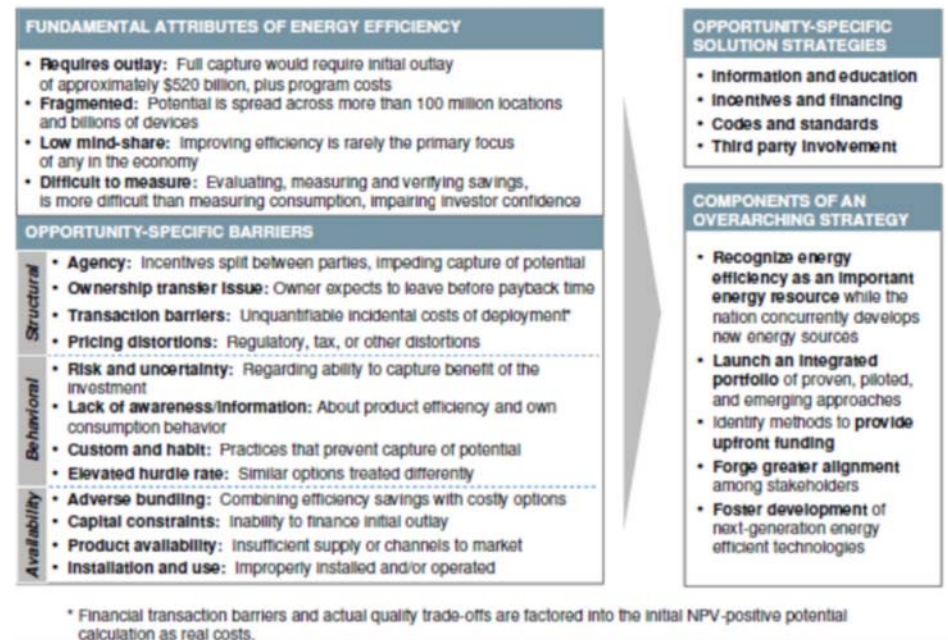 FUNDAMENTAL ATTRIBUTES OF ENERGY EFFICIENCY
• Requires outlay: Full capture would require initial outlay
of approximately $520 billion, plus program costs
• Fragmented: Potential is spread across more than 100 million locations
and billions of devices
• Low mind-share: Improving efficiency is rarely the primary focus
of any in the economy
• Difficult to measure: Evaluating, measuring and verifying savings,
is more difficult than measuring consumption, impairing investor confidence
OPPORTUNITY-SPECIFIC BARRIERS
Structural
• Agency: Incentives split between parties, impeding capture of potential
• Ownership transfer issue: Owner expects to leave before payback time
• Transaction barriers: Unquantifiable incidental costs of deployment*
• Pricing distortions: Regulatory, tax, or other distortions
Behavioral
• Risk and uncertainty: Regarding ability to capture benefit of the
investment
• Lack of awareness/information: About product efficiency and own
consumption behavior
• Custom and habit: Practices that prevent capture of potential
• Elevated hurdle rate: Similar options treated differently
Availability
• Adverse bundling: Combining efficiency savings with costly options
• Capital constraints: Inability to finance initial outlay
• Product availability: Insufficient supply or channels to market
• Installation and use: Improperly installed and/or operated
OPPORTUNITY-SPECIFIC
SOLUTION STRATEGIES
• Information and education
• Incentives and financing
• Codes and standards
• Third party involvement
COMPONENTS OF AN
OVERARCHING STRATEGY
• Recognize energy
efficiency as an important
energy resource while the
nation concurrently develops
new energy sources
• Launch an integrated
portfolio of proven, piloted,
and emerging approaches
• Identify methods to provide
upfront funding
• Forge greater alignment
among stakeholders
• Foster development of
next-generation energy
efficient technologies
* Financial transaction barriers and actual quality trade-offs are factored into the initial NPV-positive potential
calculation as real costs.